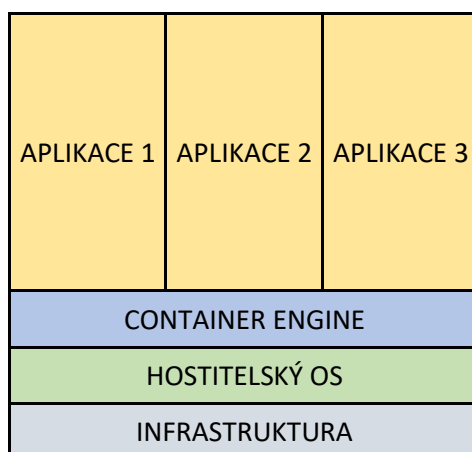 APLIKACE 1 APLIKACE 2 APLIKACE 3
CONTAINER ENGINE
HOSTITELSKÝ OS
INFRASTRUKTURA